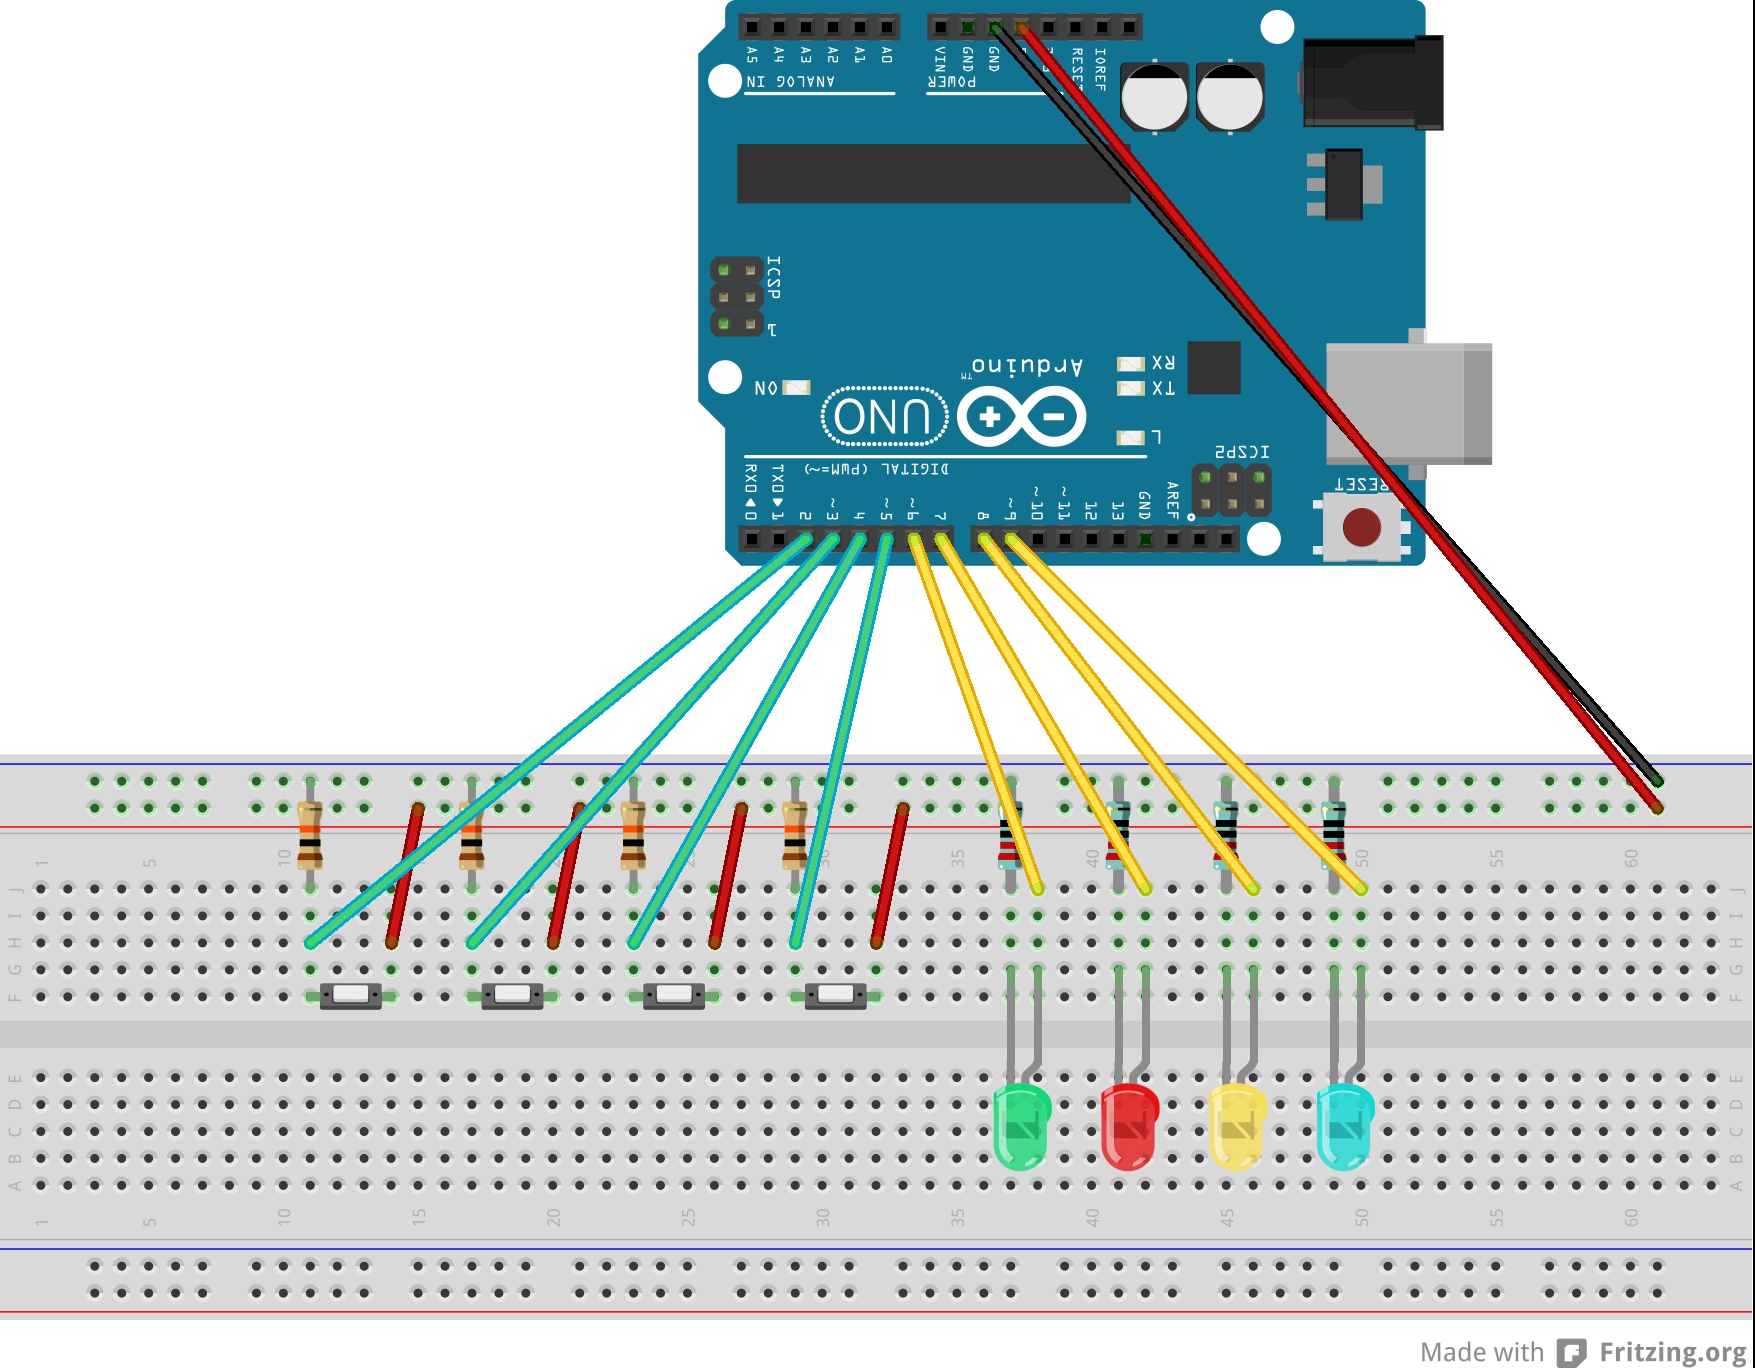 A5 A4 A3 A2 A1 A0
VIN GND GND RESET IOREF
ANALOG IN POWER
ICSP
1
Arduino
TM
RX
ON
TX
UNO
L
ICSP2
DIGITAL (PWM=~)
RESET
RX0◀0 TX0▶1 2 ~3 4 ~5 ~6 7 8 ~9 ~10 ~11 12 13 GND AREF
1 5 10 15 20 25 30 35 40 45 50 55 60
J J
I I
H H
G G
F F
E E
D D
C C
B B
A A
1 5 10 15 20 25 30 35 40 45 50 55 60
Made with Fritzing.org